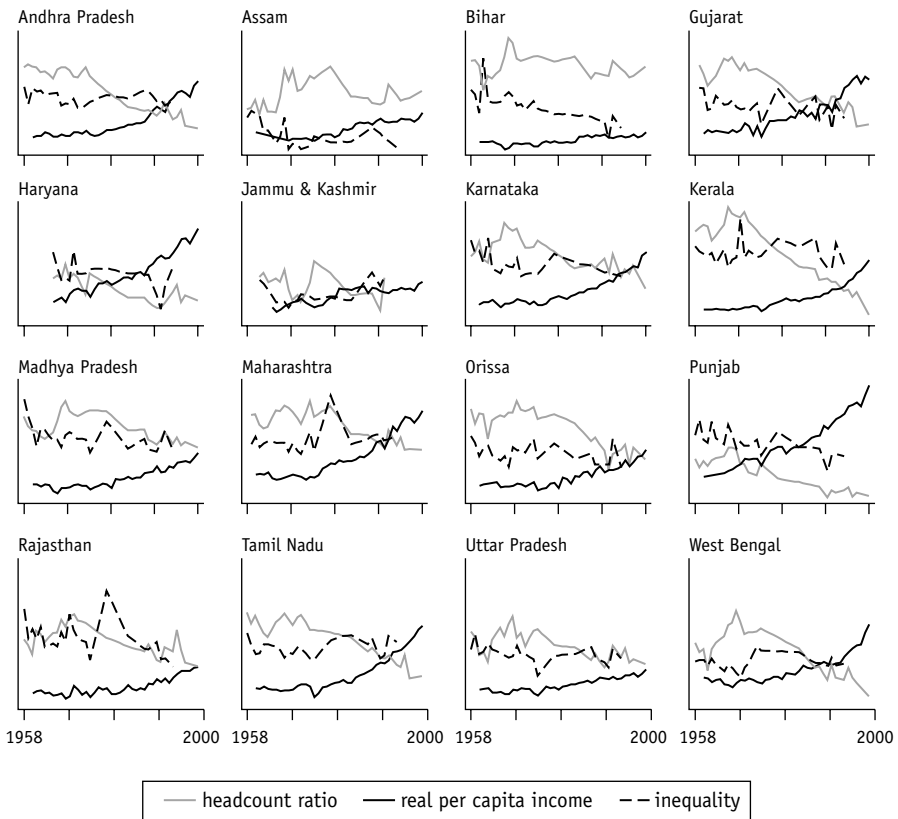 Andhra Pradesh Assam Bihar Gujarat
Haryana Jammu & Kashmir Karnataka Kerala
Madhya Pradesh Maharashtra Orissa Punjab
Rajasthan Tamil Nadu Uttar Pradesh West Bengal
1958 2000 1958 2000 1958 2000 1958 2000
headcount ratio real per capita income inequality